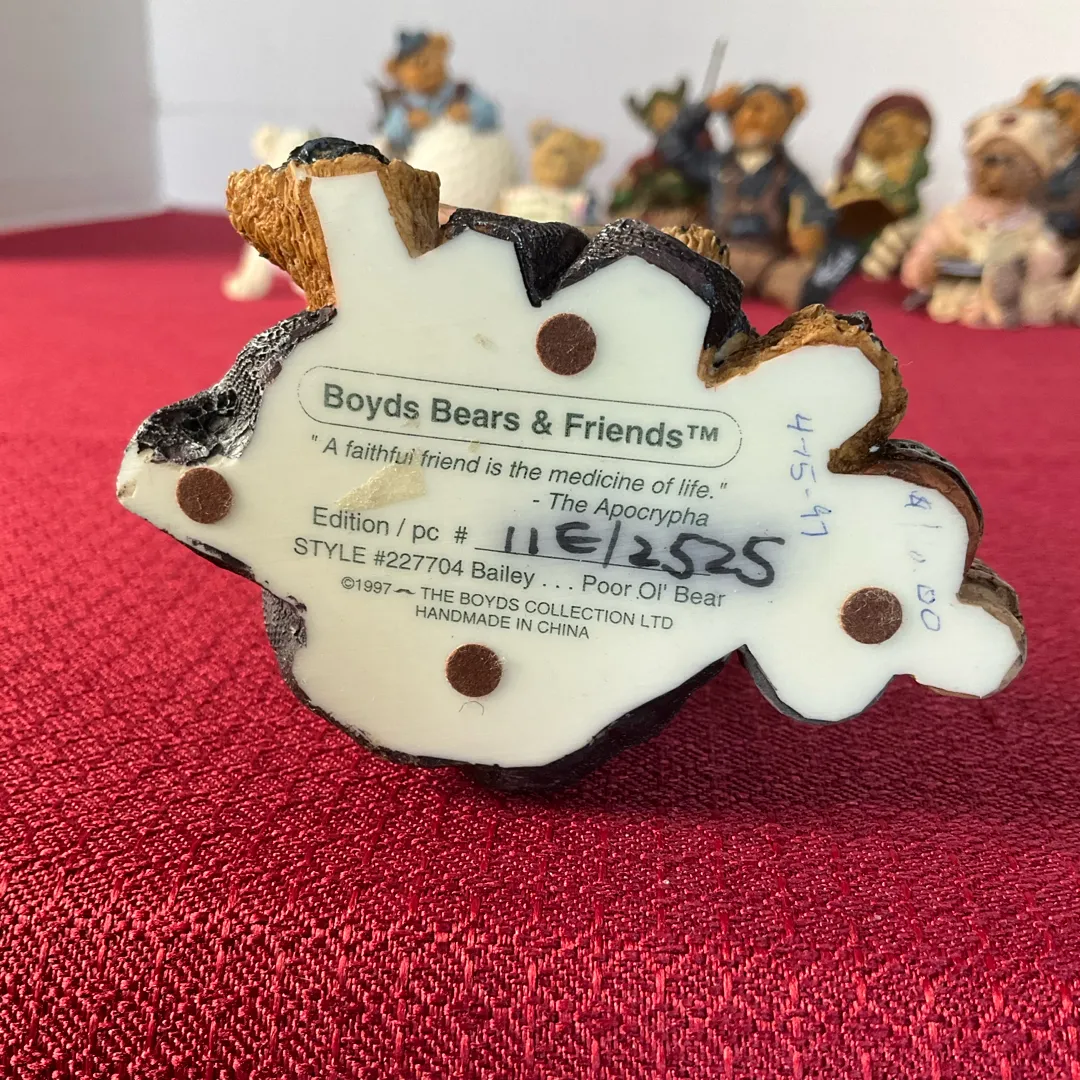 Boyds Bears & Friends™
" A faithful friend is the medicine of life."
- The Apocrypha
Edition / pc # 11E/2525
STYLE #227704 Bailey . . . Poor Ol' Bear
©1997 THE BOYDS COLLECTION LTD
HANDMADE IN CHINA
4-15-97